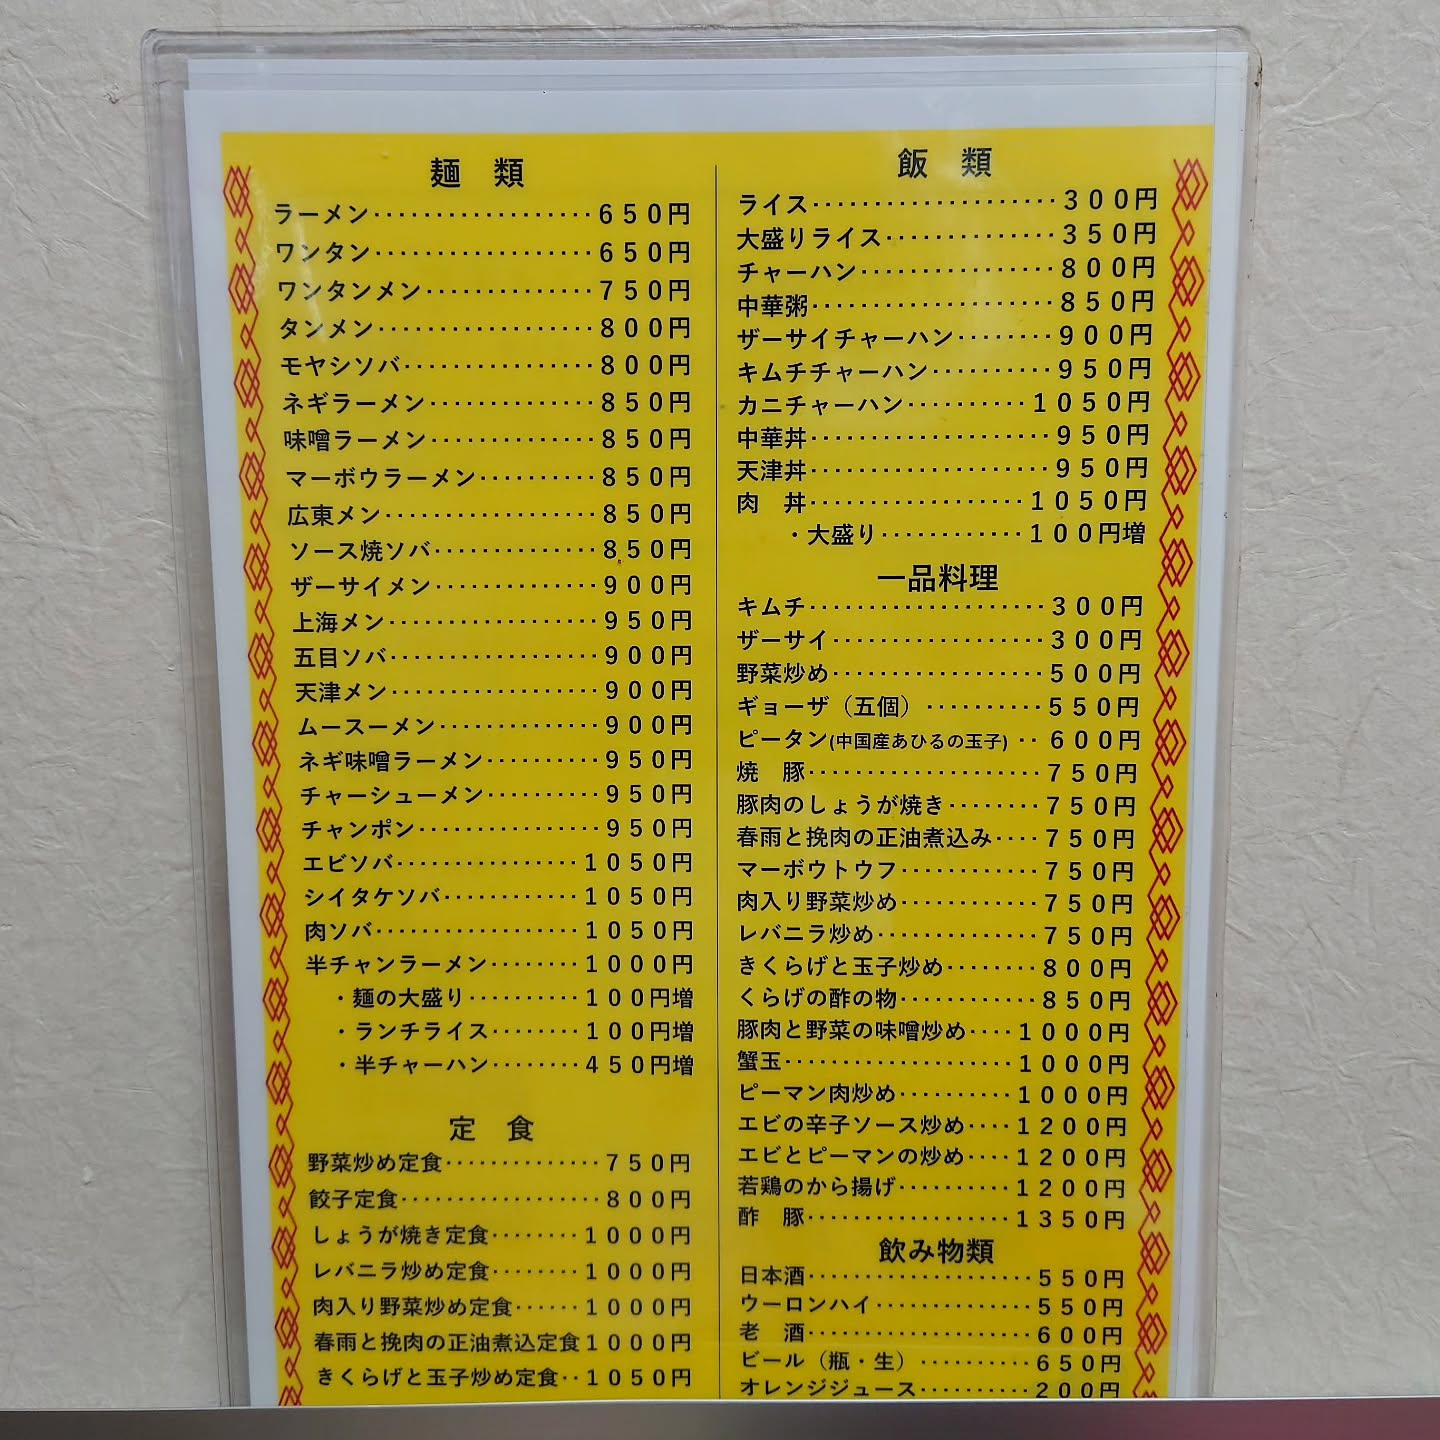 麺　類
ラーメン‥‥‥‥‥‥‥‥‥650円
ワンタン‥‥‥‥‥‥‥‥‥650円
ワンタンメン‥‥‥‥‥‥‥750円
タンメン‥‥‥‥‥‥‥‥‥800円
モヤシソバ‥‥‥‥‥‥‥‥800円
ネギラーメン‥‥‥‥‥‥‥850円
味噌ラーメン‥‥‥‥‥‥‥850円
マーボウラーメン‥‥‥‥‥850円
広東メン‥‥‥‥‥‥‥‥‥850円
ソース焼ソバ‥‥‥‥‥‥‥850円
ザーサイメン‥‥‥‥‥‥‥900円
上海メン‥‥‥‥‥‥‥‥‥950円
五目ソバ‥‥‥‥‥‥‥‥‥900円
天津メン‥‥‥‥‥‥‥‥‥900円
ムースーメン‥‥‥‥‥‥‥900円
ネギ味噌ラーメン‥‥‥‥‥950円
チャーシューメン‥‥‥‥‥950円
チャンポン‥‥‥‥‥‥‥‥950円
エビソバ‥‥‥‥‥‥‥‥1050円
シイタケソバ‥‥‥‥‥‥1050円
肉ソバ‥‥‥‥‥‥‥‥‥1050円
半チャンラーメン‥‥‥‥1000円
・麺の大盛り‥‥‥‥‥100円増
・ランチライス‥‥‥‥100円増
・半チャーハン‥‥‥‥450円増
定　食
野菜炒め定食‥‥‥‥‥‥‥750円
餃子定食‥‥‥‥‥‥‥‥‥800円
しょうが焼き定食‥‥‥‥1000円
レバニラ炒め定食‥‥‥‥1000円
肉入り野菜炒め定食‥‥‥1000円
春雨と挽肉の正油煮込定食1000円
きくらげと玉子炒め定食‥1050円
飯　類
ライス‥‥‥‥‥‥‥‥‥‥300円
大盛りライス‥‥‥‥‥‥‥350円
チャーハン‥‥‥‥‥‥‥‥800円
中華粥‥‥‥‥‥‥‥‥‥‥850円
ザーサイチャーハン‥‥‥‥900円
キムチチャーハン‥‥‥‥‥950円
カニチャーハン‥‥‥‥‥1050円
中華丼‥‥‥‥‥‥‥‥‥‥950円
天津丼‥‥‥‥‥‥‥‥‥‥950円
肉　丼‥‥‥‥‥‥‥‥‥1050円
・大盛り‥‥‥‥‥‥100円増
一品料理
キムチ‥‥‥‥‥‥‥‥‥‥300円
ザーサイ‥‥‥‥‥‥‥‥‥300円
野菜炒め‥‥‥‥‥‥‥‥‥500円
ギョーザ（五個）‥‥‥‥‥550円
ピータン(中国産あひるの玉子)‥600円
焼　豚‥‥‥‥‥‥‥‥‥‥750円
豚肉のしょうが焼き‥‥‥‥750円
春雨と挽肉の正油煮込み‥‥750円
マーボウトウフ‥‥‥‥‥‥750円
肉入り野菜炒め‥‥‥‥‥‥750円
レバニラ炒め‥‥‥‥‥‥‥750円
きくらげと玉子炒め‥‥‥‥800円
くらげの酢の物‥‥‥‥‥‥850円
豚肉と野菜の味噌炒め‥‥1000円
蟹玉‥‥‥‥‥‥‥‥‥‥1000円
ピーマン肉炒め‥‥‥‥‥1000円
エビの辛子ソース炒め‥‥1200円
エビとピーマンの炒め‥‥1200円
若鶏のから揚げ‥‥‥‥‥1200円
酢　豚‥‥‥‥‥‥‥‥‥1350円
飲み物類
日本酒‥‥‥‥‥‥‥‥‥‥550円
ウーロンハイ‥‥‥‥‥‥‥550円
老　酒‥‥‥‥‥‥‥‥‥‥600円
ビール（瓶・生）‥‥‥‥‥650円
オレンジジュース‥‥‥‥‥200円